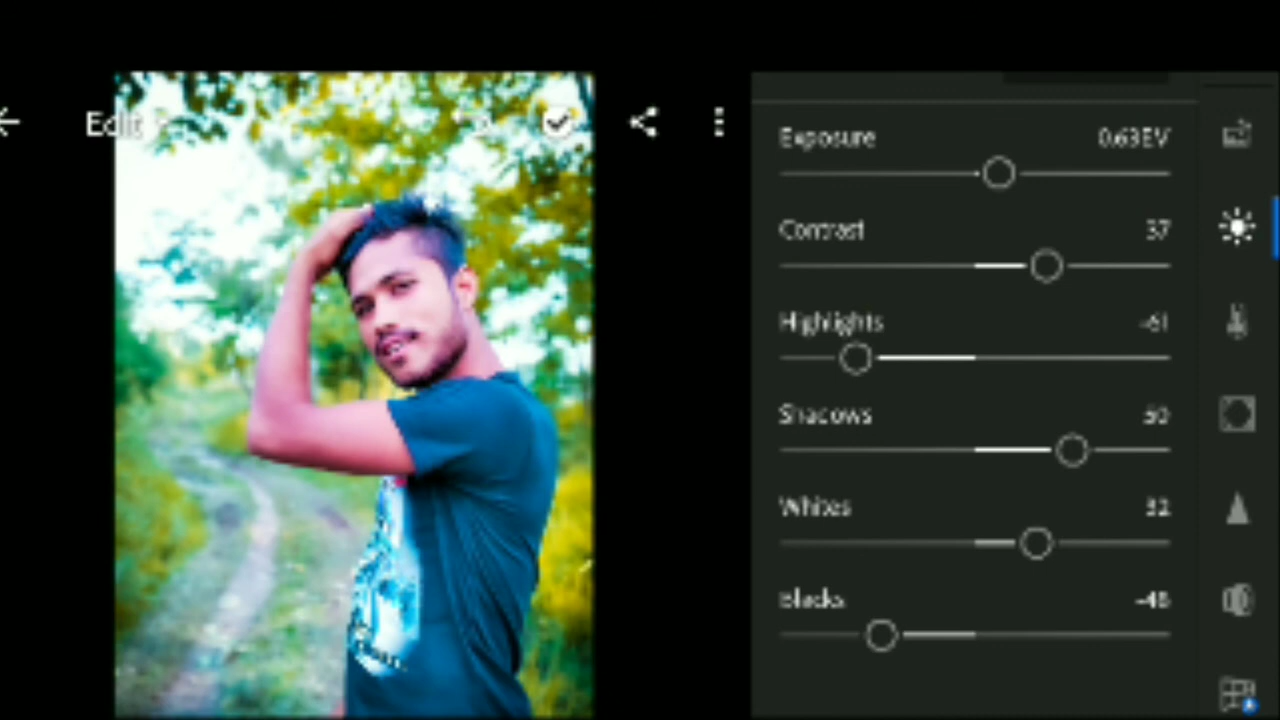 Edit
Exposure 0.63EV
Contrast 37
Highlights -61
Shadows 50
Whites 32
Blacks -48